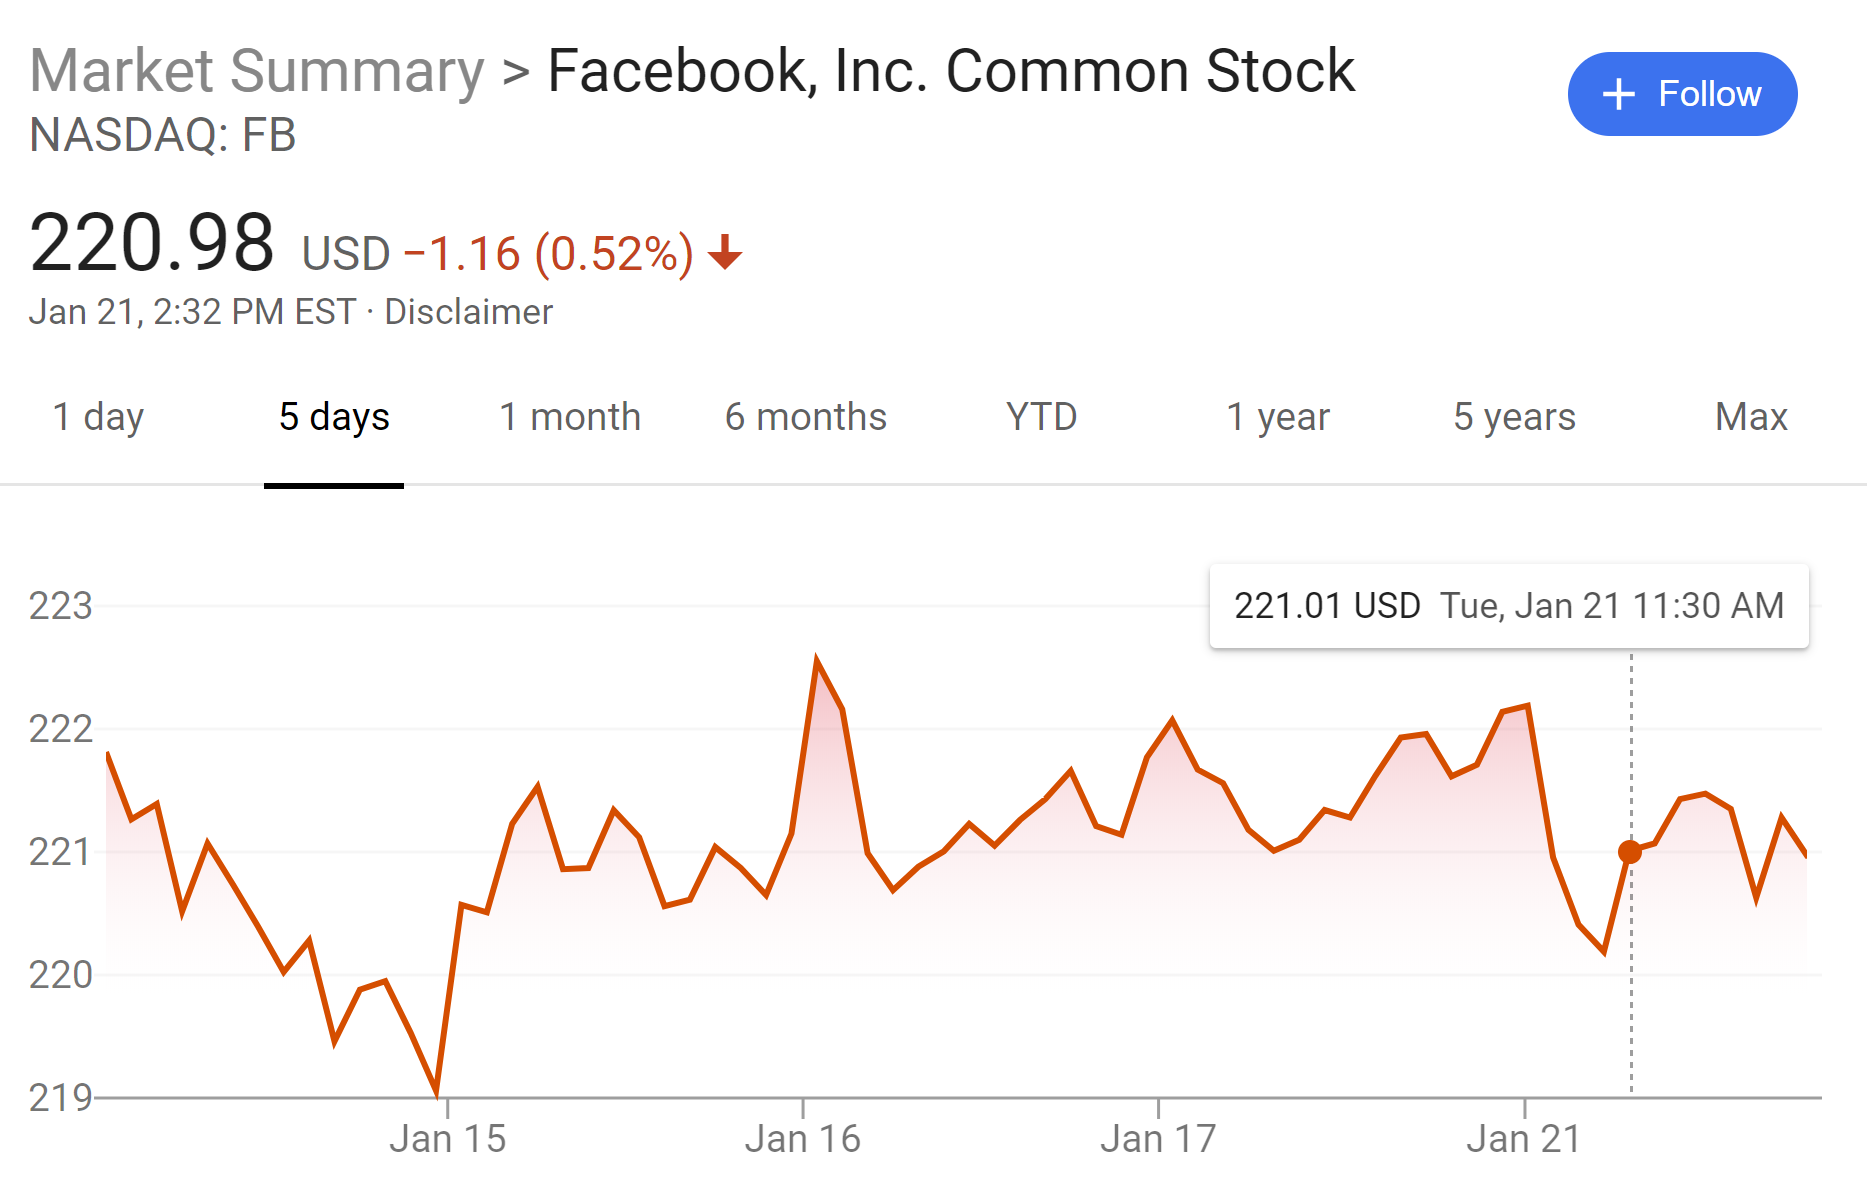 Market Summary > Facebook, Inc. Common Stock
+ Follow
NASDAQ: FB
220.98 USD −1.16 (0.52%)
Jan 21, 2:32 PM EST · Disclaimer
1 day 5 days 1 month 6 months YTD 1 year 5 years Max
221.01 USD Tue, Jan 21 11:30 AM
223
222
221
220
219
Jan 15 Jan 16 Jan 17 Jan 21